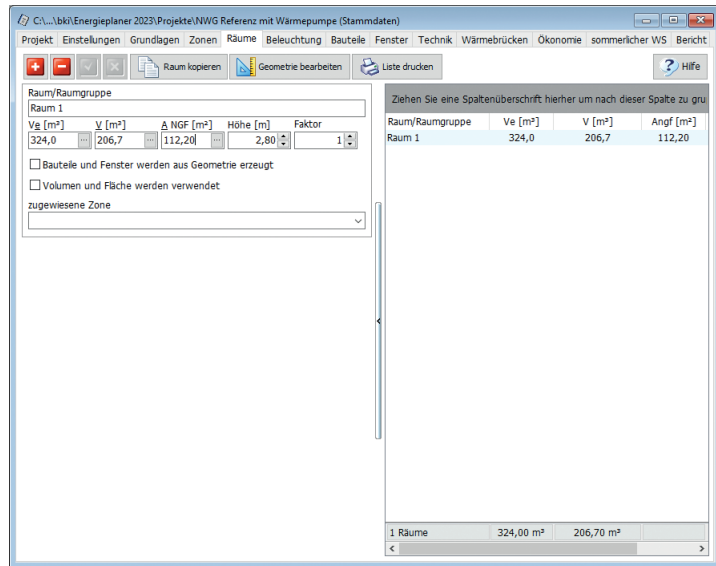 C:\...\bki\Energieplaner 2023\Projekte\NWG Referenz mit Wärmepumpe (Stammdaten)
Projekt Einstellungen Grundlagen Zonen Räume Beleuchtung Bauteile Fenster Technik Wärmebrücken Ökonomie sommerlicher WS Bericht
Raum kopieren Geometrie bearbeiten Liste drucken Hilfe
Raum/Raumgruppe
Raum 1
Ve [m³] V [m³] A NGF [m²] Höhe [m] Faktor
324,0 ... 206,7 ... 112,20 ... 2,80 1
Bauteile und Fenster werden aus Geometrie erzeugt
Volumen und Fläche werden verwendet
zugewiesene Zone
Ziehen Sie eine Spaltenüberschrift hierher um nach dieser Spalte zu gru
Raum/Raumgruppe Ve [m³] V [m³] Angf [m²]
Raum 1 324,0 206,7 112,20
1 Räume 324,00 m³ 206,70 m³